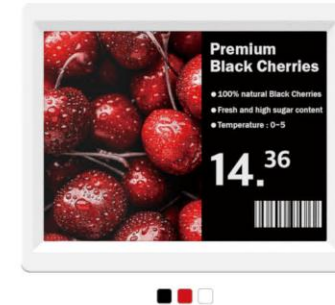 Premium
Black Cherries
● 100% natural Black Cherries
● Fresh and high sugar content
● Temperature : 0~5
14.36